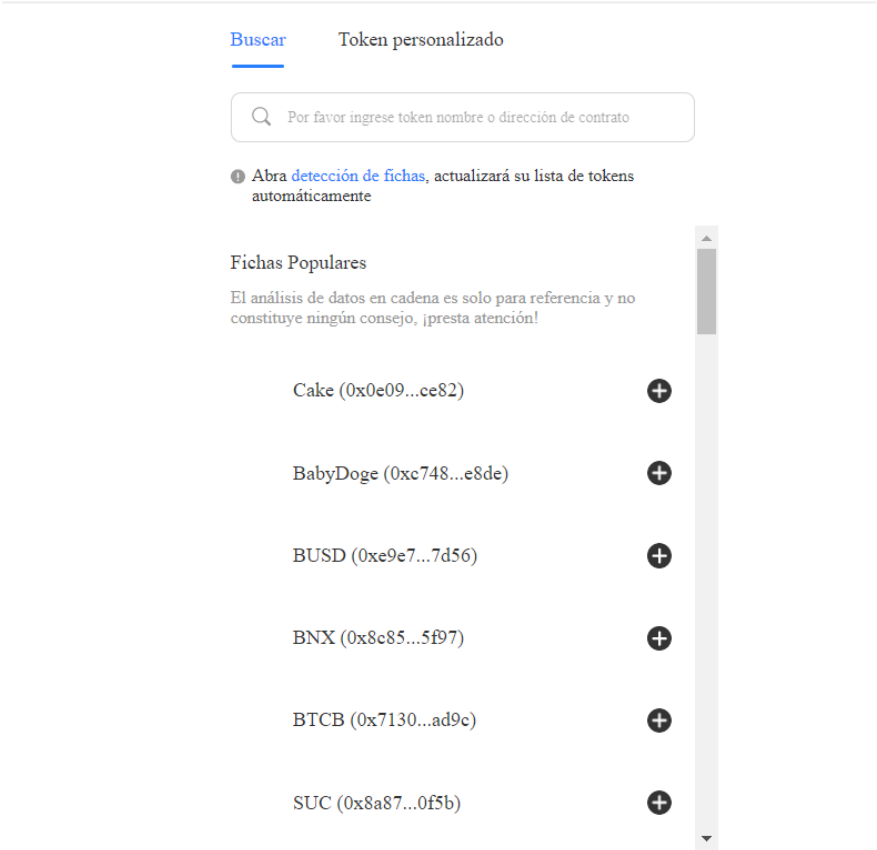 Buscar Token personalizado
Por favor ingrese token nombre o dirección de contrato
Abra detección de fichas, actualizará su lista de tokens
automáticamente
Fichas Populares
El análisis de datos en cadena es solo para referencia y no
constituye ningún consejo, ¡presta atención!
Cake (0x0e09...ce82)
BabyDoge (0xc748...e8de)
BUSD (0xe9e7...7d56)
BNX (0x8c85...5f97)
BTCB (0x7130...ad9c)
SUC (0x8a87...0f5b)